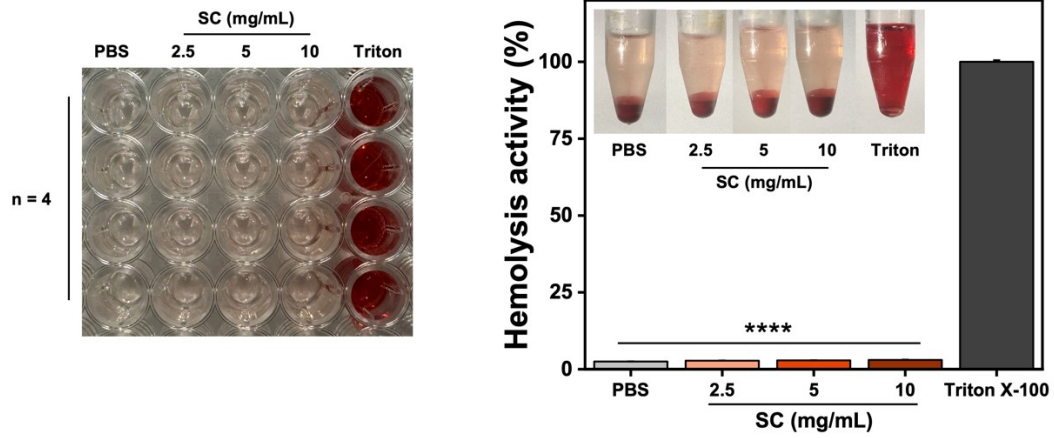 SC (mg/mL)
PBS 2.5 5 10 Triton
n = 4
Hemolysis activity (%)
100
75
50
25
0
PBS 2.5 5 10 Triton
SC (mg/mL)
****
PBS 2.5 5 10 Triton X-100
SC (mg/mL)